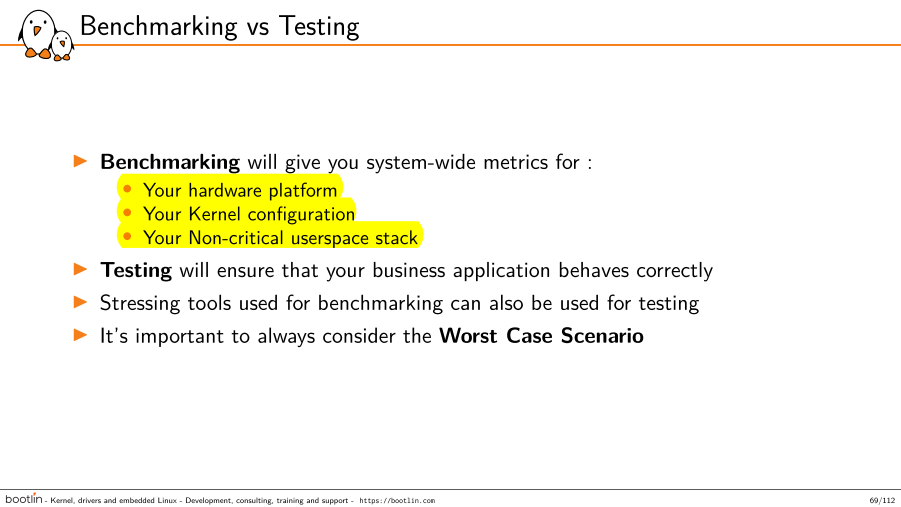 Benchmarking vs Testing
▶ Benchmarking will give you system-wide metrics for :
• Your hardware platform
• Your Kernel configuration
• Your Non-critical userspace stack
▶ Testing will ensure that your business application behaves correctly
▶ Stressing tools used for benchmarking can also be used for testing
▶ It's important to always consider the Worst Case Scenario
bootlin - Kernel, drivers and embedded Linux - Development, consulting, training and support - https://bootlin.com 69/112